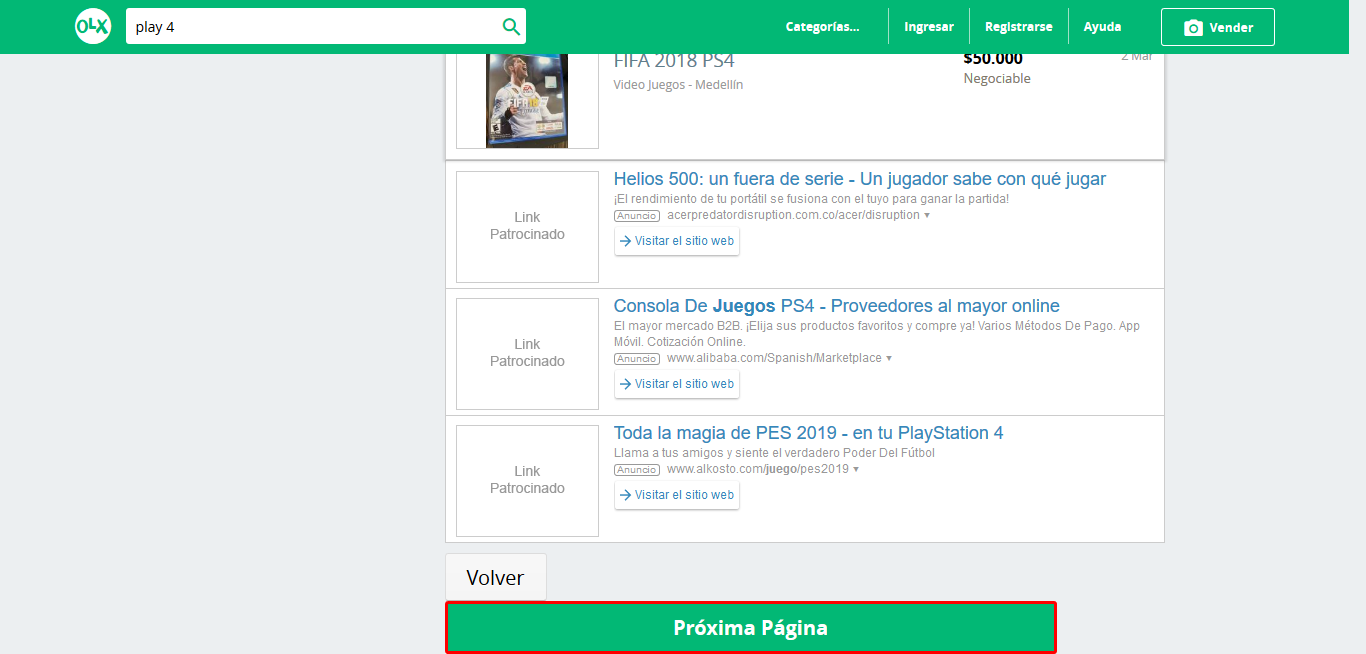 OLX
play 4
Categorías...
Ingresar
Registrarse
Ayuda
Vender
FIFA 2018 PS4
$50.000
2 Mar
Video Juegos - Medellín
Negociable
FIFA 18
Link
Patrocinado
Helios 500: un fuera de serie - Un jugador sabe con qué jugar
¡El rendimiento de tu portátil se fusiona con el tuyo para ganar la partida!
Anuncio acerpredatordisruption.com.co/acer/disruption
Visitar el sitio web
Link
Patrocinado
Consola De Juegos PS4 - Proveedores al mayor online
El mayor mercado B2B. ¡Elija sus productos favoritos y compre ya! Varios Métodos De Pago. App
Móvil. Cotización Online.
Anuncio www.alibaba.com/Spanish/Marketplace
Visitar el sitio web
Link
Patrocinado
Toda la magia de PES 2019 - en tu PlayStation 4
Llama a tus amigos y siente el verdadero Poder Del Fútbol
Anuncio www.alkosto.com/juego/pes2019
Visitar el sitio web
Volver
Próxima Página